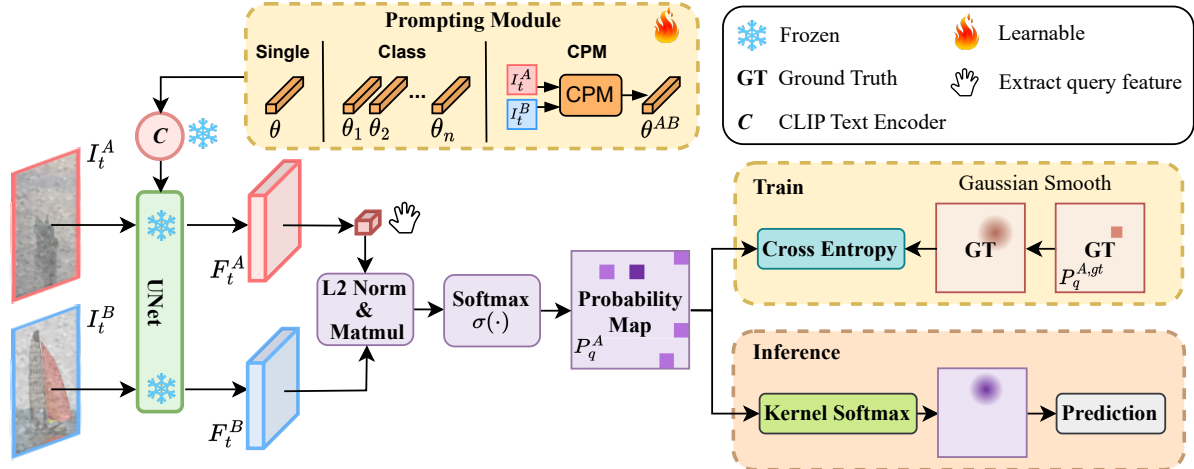 Prompting Module
Single
Class
CPM
θ
θ₁ θ₂ ... θₙ
I_t^A
I_t^B
CPM
θ^{AB}
Frozen
Learnable
GT Ground Truth
Extract query feature
C CLIP Text Encoder
C
I_t^A
UNet
F_t^A
I_t^B
F_t^B
L2 Norm
&
Matmul
Softmax
σ(·)
Probability
Map
P_q^A
Train
Gaussian Smooth
Cross Entropy
GT
GT
P_q^{A,gt}
Inference
Kernel Softmax
Prediction